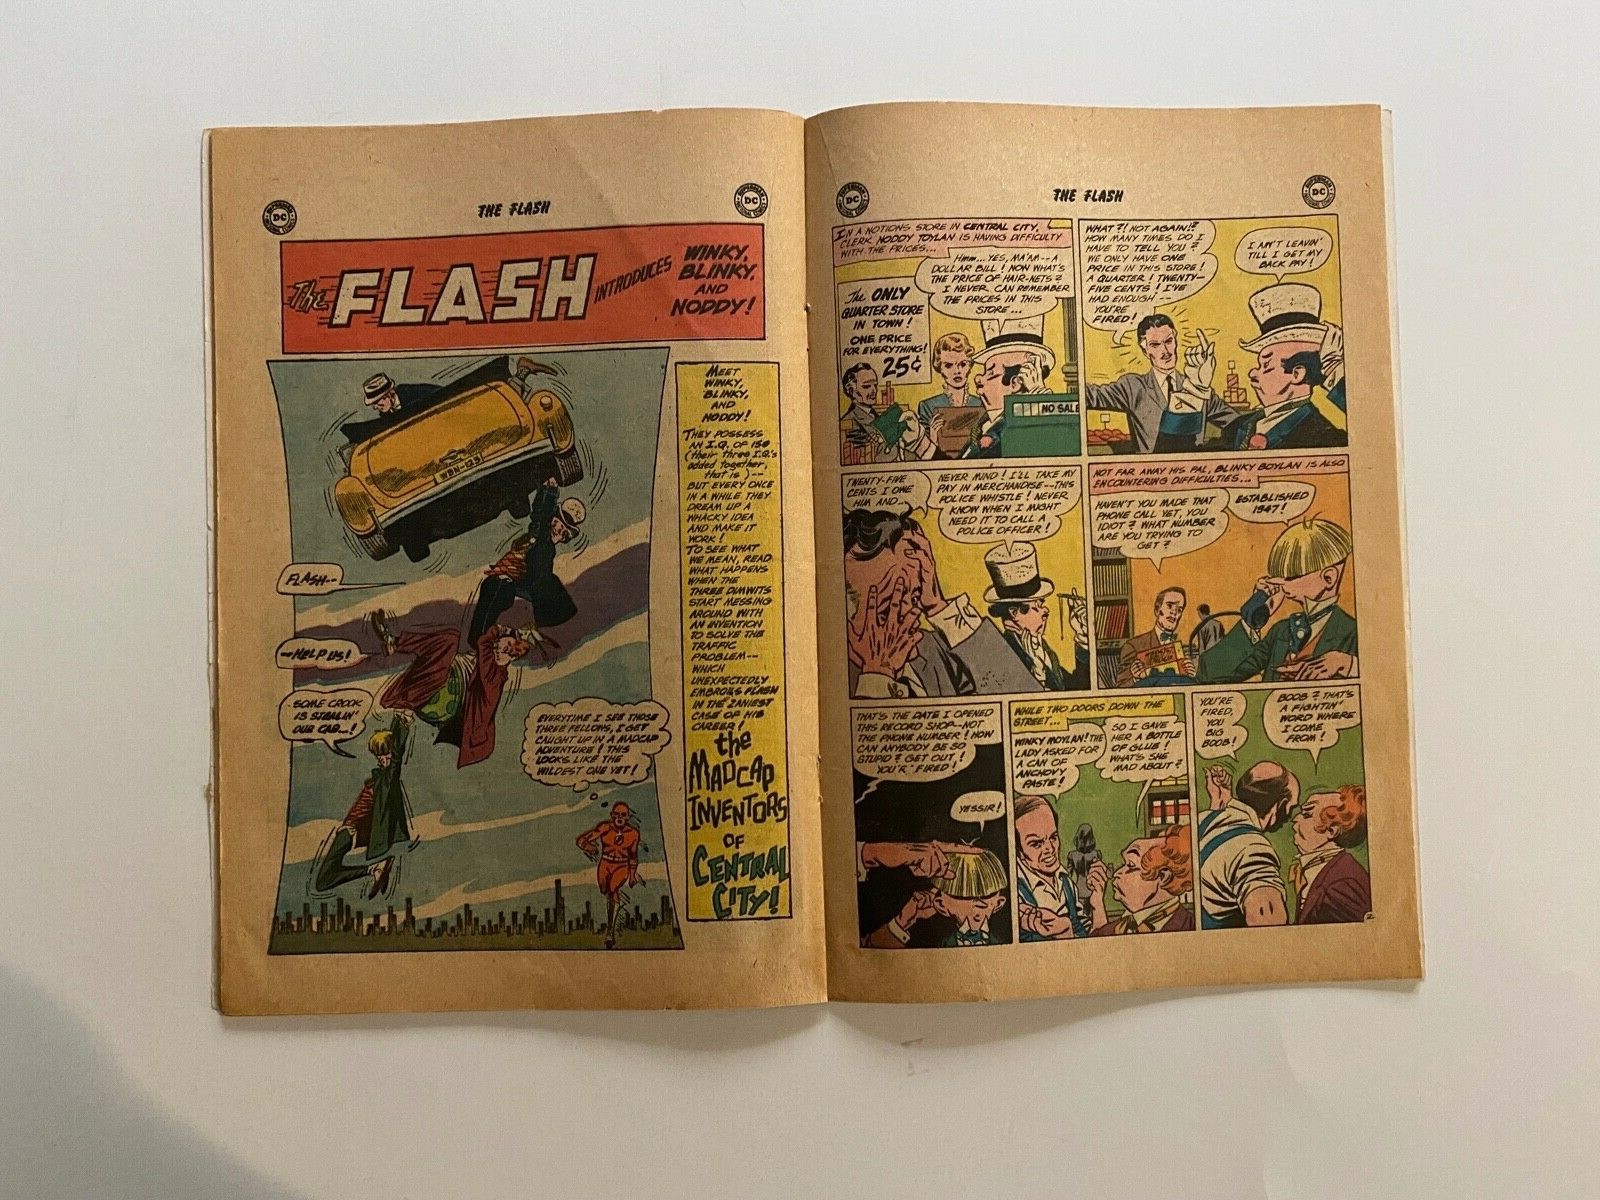 THE FLASH
DC
DC
The FLASH INTRODUCES
WINKY,
BLINKY,
AND
NODDY!
MEET
WINKY,
BLINKY,
AND
NODDY!
THEY POSSESS
AN I.Q. OF 150
(their three I.Q.'s
added together,
that is)--
BUT EVERY ONCE
IN A WHILE THEY
DREAM UP A
WHACKY IDEA
AND MAKE IT
WORK!
TO SEE WHAT
WE MEAN, READ
WHAT HAPPENS
WHEN THE
THREE DIMWITS
START MESSING
AROUND WITH
AN INVENTION
TO SOLVE THE
TRAFFIC
PROBLEM--
WHICH
UNEXPECTEDLY
EMBROILS FLASH
IN THE ZANIEST
CASE OF HIS
CAREER!
the
MADCAP
INVENTORS
OF
CENTRAL
CITY!
FLASH--
--HELP US!
SOME CROOK
IS STEALIN'
OUR CAR--!
EVERYTIME I SEE THOSE
THREE FELLOWS, I GET
CAUGHT UP IN A MADCAP
ADVENTURE! THIS
LOOKS LIKE THE
WILDEST ONE YET!
THE FLASH
DC
DC
IN A NOTIONS STORE IN CENTRAL CITY,
CLERK NODDY TOYLAN IS HAVING DIFFICULTY
WITH THE PRICES...
Hmm...YES, MA'AM--A
DOLLAR BILL! NOW WHAT'S
THE PRICE OF HAIR-NETS?
I NEVER CAN REMEMBER
THE PRICES IN THIS
STORE...
The ONLY
QUARTER STORE
IN TOWN!
ONE PRICE
FOR EVERYTHING!
25¢
NO SALE
WHAT?! NOT AGAIN!?
HOW MANY TIMES DO I
HAVE TO TELL YOU?
WE ONLY HAVE ONE
PRICE IN THIS STORE!
A QUARTER! TWENTY-
FIVE CENTS! I'VE
HAD ENOUGH--
YOU'RE
FIRED!
I AIN'T LEAVIN'
TILL I GET MY
BACK PAY!
TWENTY-FIVE
CENTS I OWE
HIM AND...
NEVER MIND! I'LL TAKE MY
PAY IN MERCHANDISE--THIS
POLICE WHISTLE! NEVER
KNOW WHEN I MIGHT
NEED IT TO CALL A
POLICE OFFICER!
NOT FAR AWAY HIS PAL, BLINKY BOYLAN IS ALSO
ENCOUNTERING DIFFICULTIES...
HAVEN'T YOU MADE THAT
PHONE CALL YET, YOU
IDIOT? WHAT NUMBER
ARE YOU TRYING TO
GET?
ESTABLISHED
1947!
THAT'S THE DATE I OPENED
THIS RECORD SHOP--NOT
THE PHONE NUMBER! HOW
CAN ANYBODY BE SO
STUPID? GET OUT!
YOU'R' FIRED!
YESSIR!
WHILE TWO DOORS DOWN THE
STREET...
WINKY MOYLAN! THE
LADY ASKED FOR
A CAN OF
ANCHOVY
PASTE!
SO I GAVE
HER A BOTTLE
OF GLUE!
WHAT'S SHE
MAD ABOUT?
YOU'RE
FIRED,
YOU
BIG
BOOB!
BOOB? THAT'S
A FIGHTIN'
WORD WHERE
I COME
FROM!
2